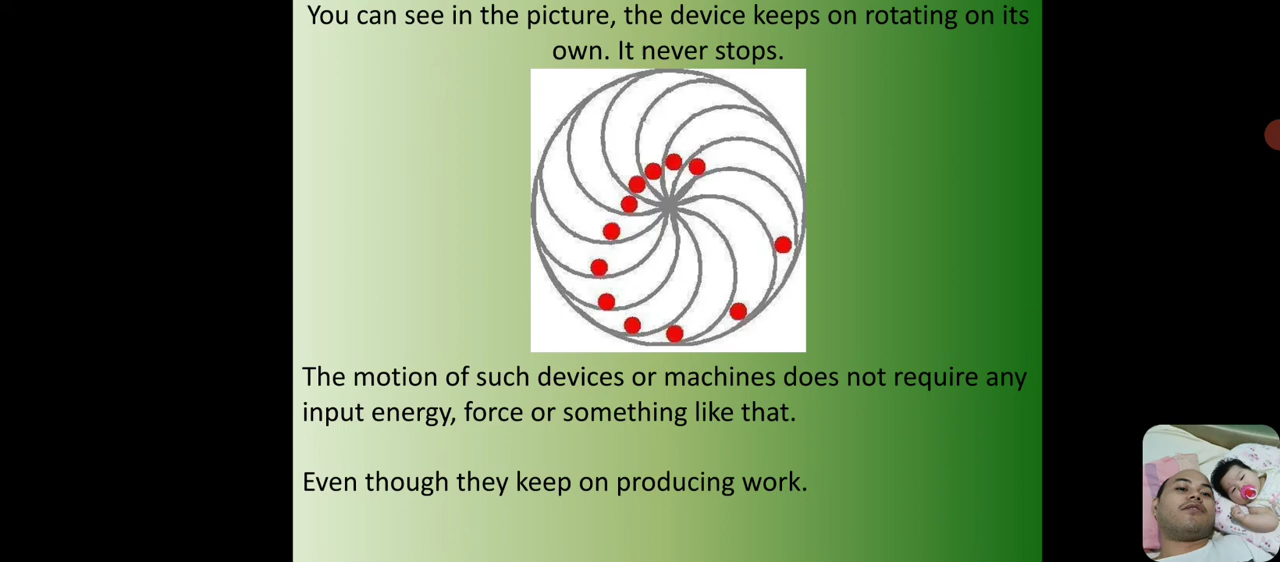 You can see in the picture, the device keeps on rotating on its
own. It never stops.
The motion of such devices or machines does not require any
input energy, force or something like that.
Even though they keep on producing work.